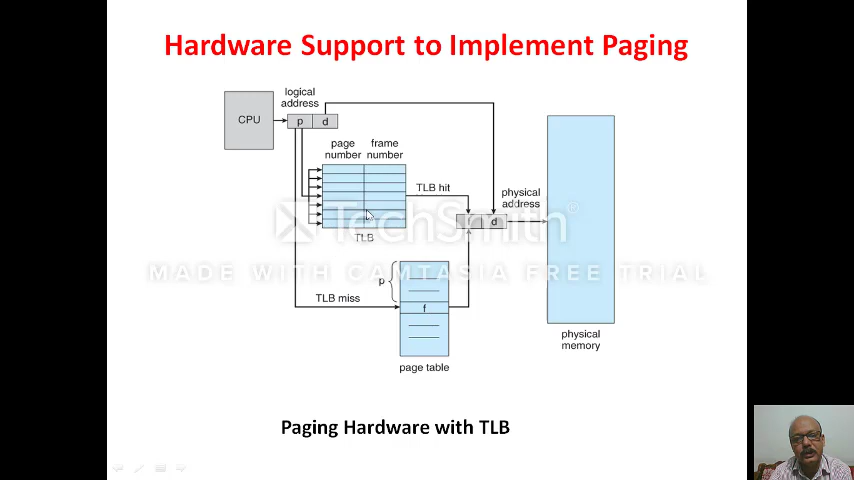 Hardware Support to Implement Paging
logical
address
CPU
p
d
page
number
frame
number
TLB hit
physical
address
d
TechSmith
TLB
MADE WITH CAMTASIA FREE TRIAL
p
TLB miss
f
physical
memory
page table
Paging Hardware with TLB